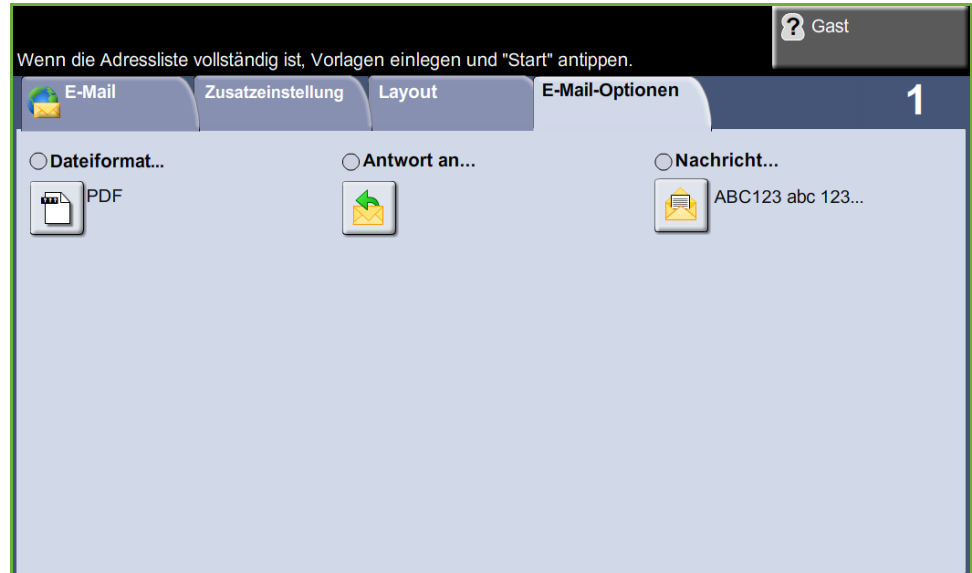 Gast
Wenn die Adressliste vollständig ist, Vorlagen einlegen und "Start" antippen.
E-Mail Zusatzeinstellung Layout E-Mail-Optionen 1
Dateiformat... Antwort an... Nachricht...
PDF ABC123 abc 123...